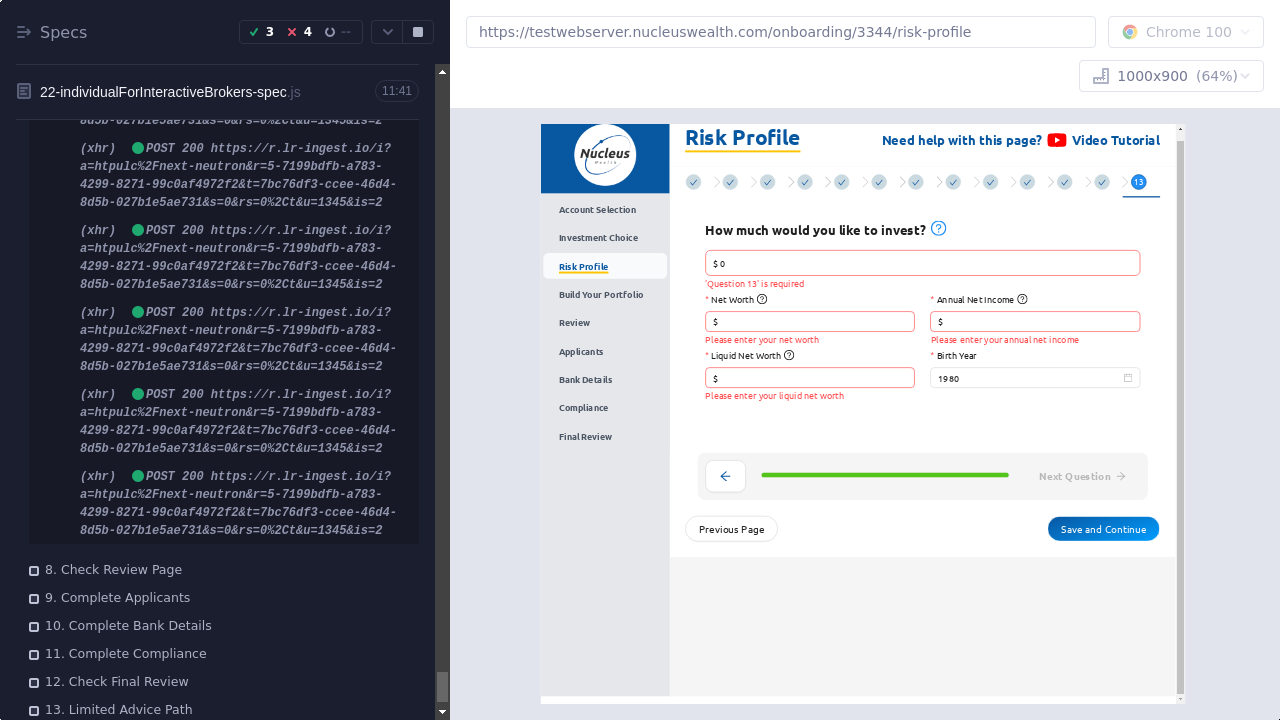 Specs
3
4
--
22-individualForInteractiveBrokers-spec.js
11:41
8d5b-027b1e5ae731&s=0&rs=0%2Ct&u=1345&is=2
(xhr) POST 200 https://r.lr-ingest.io/i?
a=htpulc%2Fnext-neutron&r=5-7199bdfb-a783-
4299-8271-99c0af4972f2&t=7bc76df3-ccee-46d4-
8d5b-027b1e5ae731&s=0&rs=0%2Ct&u=1345&is=2
(xhr) POST 200 https://r.lr-ingest.io/i?
a=htpulc%2Fnext-neutron&r=5-7199bdfb-a783-
4299-8271-99c0af4972f2&t=7bc76df3-ccee-46d4-
8d5b-027b1e5ae731&s=0&rs=0%2Ct&u=1345&is=2
(xhr) POST 200 https://r.lr-ingest.io/i?
a=htpulc%2Fnext-neutron&r=5-7199bdfb-a783-
4299-8271-99c0af4972f2&t=7bc76df3-ccee-46d4-
8d5b-027b1e5ae731&s=0&rs=0%2Ct&u=1345&is=2
(xhr) POST 200 https://r.lr-ingest.io/i?
a=htpulc%2Fnext-neutron&r=5-7199bdfb-a783-
4299-8271-99c0af4972f2&t=7bc76df3-ccee-46d4-
8d5b-027b1e5ae731&s=0&rs=0%2Ct&u=1345&is=2
(xhr) POST 200 https://r.lr-ingest.io/i?
a=htpulc%2Fnext-neutron&r=5-7199bdfb-a783-
4299-8271-99c0af4972f2&t=7bc76df3-ccee-46d4-
8d5b-027b1e5ae731&s=0&rs=0%2Ct&u=1345&is=2
8. Check Review Page
9. Complete Applicants
10. Complete Bank Details
11. Complete Compliance
12. Check Final Review
13. Limited Advice Path
https://testwebserver.nucleuswealth.com/onboarding/3344/risk-profile
Chrome 100
1000x900 (64%)
Nucleus
Wealth
Account Selection
Investment Choice
Risk Profile
Build Your Portfolio
Review
Applicants
Bank Details
Compliance
Final Review
Risk Profile
Need help with this page? Video Tutorial
13
How much would you like to invest?
$ 0
'Question 13' is required
* Net Worth
* Annual Net Income
$
$
Please enter your net worth
Please enter your annual net income
* Liquid Net Worth
* Birth Year
$
1980
Please enter your liquid net worth
Next Question
Previous Page
Save and Continue